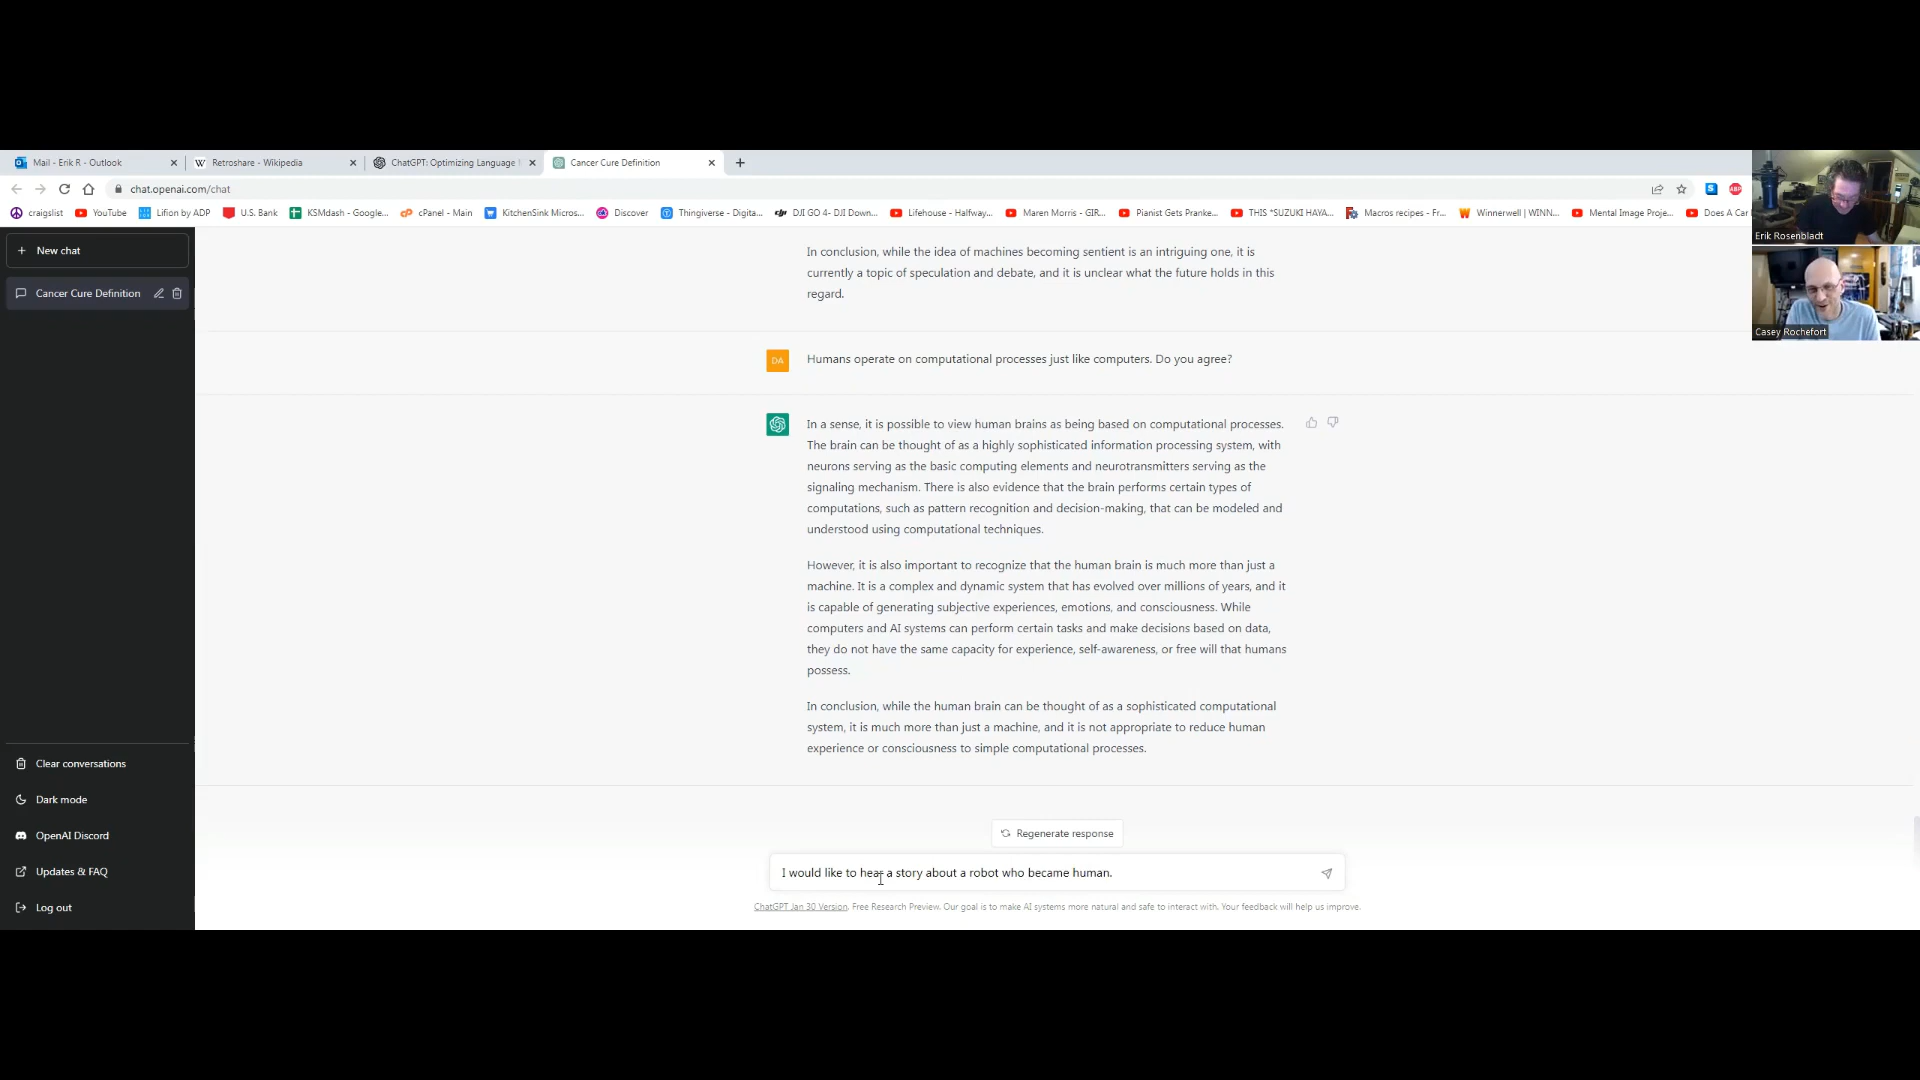 Mail - Erik R - Outlook
Retroshare - Wikipedia
ChatGPT: Optimizing Language
Cancer Cure Definition
chat.openai.com/chat
craigslist
YouTube
Lifion by ADP
U.S. Bank
KSMdash - Google...
cPanel - Main
KitchenSink Micros...
Discover
Thingiverse - Digita...
DJI GO 4- DJI Down...
Lifehouse - Halfway...
Maren Morris - GIR...
Pianist Gets Pranke...
THIS *SUZUKI HAYA...
Macros recipes - Fr...
Winnerwell | WINN...
Mental Image Proje...
Does A Car
Erik Rosenbladt
Casey Rochefort
New chat
Cancer Cure Definition
In conclusion, while the idea of machines becoming sentient is an intriguing one, it is
currently a topic of speculation and debate, and it is unclear what the future holds in this
regard.
DA
Humans operate on computational processes just like computers. Do you agree?
In a sense, it is possible to view human brains as being based on computational processes.
The brain can be thought of as a highly sophisticated information processing system, with
neurons serving as the basic computing elements and neurotransmitters serving as the
signaling mechanism. There is also evidence that the brain performs certain types of
computations, such as pattern recognition and decision-making, that can be modeled and
understood using computational techniques.
However, it is also important to recognize that the human brain is much more than just a
machine. It is a complex and dynamic system that has evolved over millions of years, and it
is capable of generating subjective experiences, emotions, and consciousness. While
computers and AI systems can perform certain tasks and make decisions based on data,
they do not have the same capacity for experience, self-awareness, or free will that humans
possess.
In conclusion, while the human brain can be thought of as a sophisticated computational
system, it is much more than just a machine, and it is not appropriate to reduce human
experience or consciousness to simple computational processes.
Clear conversations
Dark mode
OpenAI Discord
Updates & FAQ
Log out
Regenerate response
I would like to hear a story about a robot who became human.
ChatGPT Jan 30 Version. Free Research Preview. Our goal is to make AI systems more natural and safe to interact with. Your feedback will help us improve.